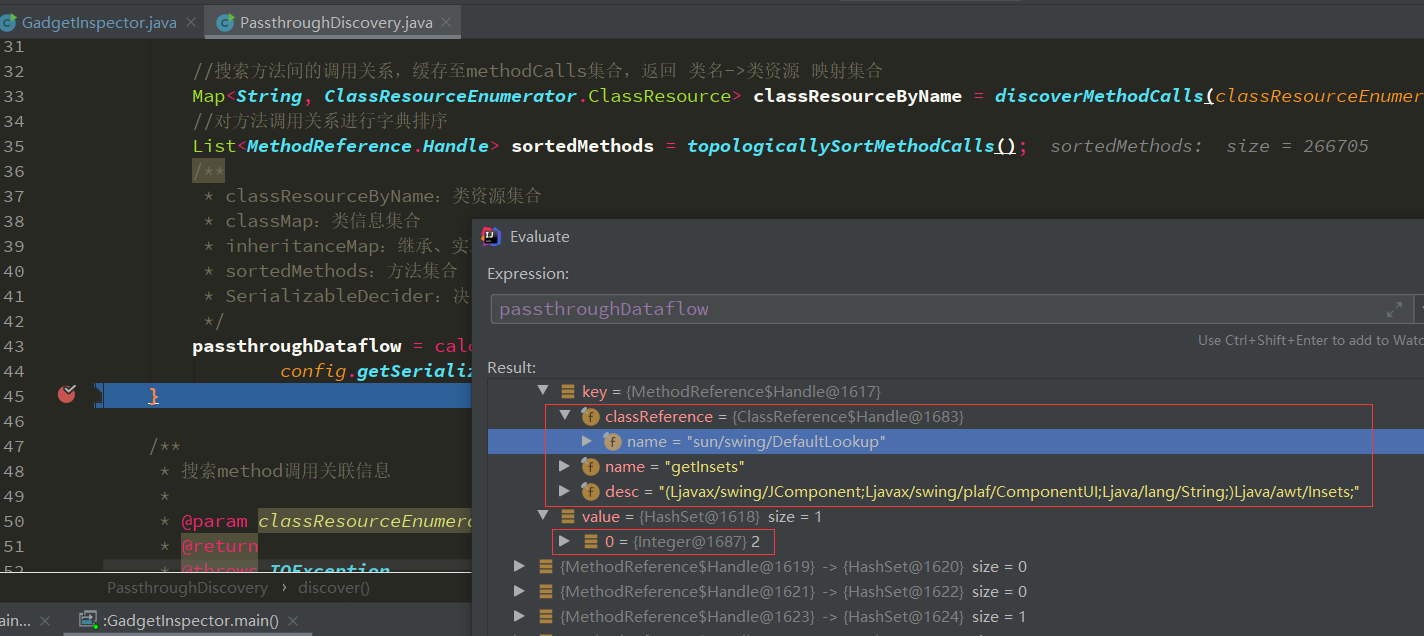 GadgetInspector.java
PassthroughDiscovery.java
31
32 //搜索方法间的调用关系，缓存至methodCalls集合，返回 类名->类资源 映射集合
33 Map<String, ClassResourceEnumerator.ClassResource> classResourceByName = discoverMethodCalls(classResourceEnumer
34 //对方法调用关系进行字典排序
35 List<MethodReference.Handle> sortedMethods = topologicallySortMethodCalls(); sortedMethods: size = 266705
36 /**
37 * classResourceByName：类资源集合
38 * classMap：类信息集合
39 * inheritanceMap：继承、实
40 * sortedMethods：方法集合
41 * SerializableDecider：决
42 */
43 passthroughDataflow = calc
44 config.getSerializ
45 }
46
47 /**
48 * 搜索method调用关联信息
49 *
50 * @param classResourceEnumera
51 * @return
52 * @throws IOException
PassthroughDiscovery › discover()
ain...
:GadgetInspector.main()
Evaluate
Expression:
passthroughDataflow
Use Ctrl+Shift+Enter to add to Watc
Result:
key = {MethodReference$Handle@1617}
classReference = {ClassReference$Handle@1683}
name = "sun/swing/DefaultLookup"
name = "getInsets"
desc = "(Ljavax/swing/JComponent;Ljavax/swing/plaf/ComponentUI;Ljava/lang/String;)Ljava/awt/Insets;"
value = {HashSet@1618} size = 1
0 = {Integer@1687} 2
{MethodReference$Handle@1619} -> {HashSet@1620} size = 0
{MethodReference$Handle@1621} -> {HashSet@1622} size = 0
{MethodReference$Handle@1623} -> {HashSet@1624} size = 1